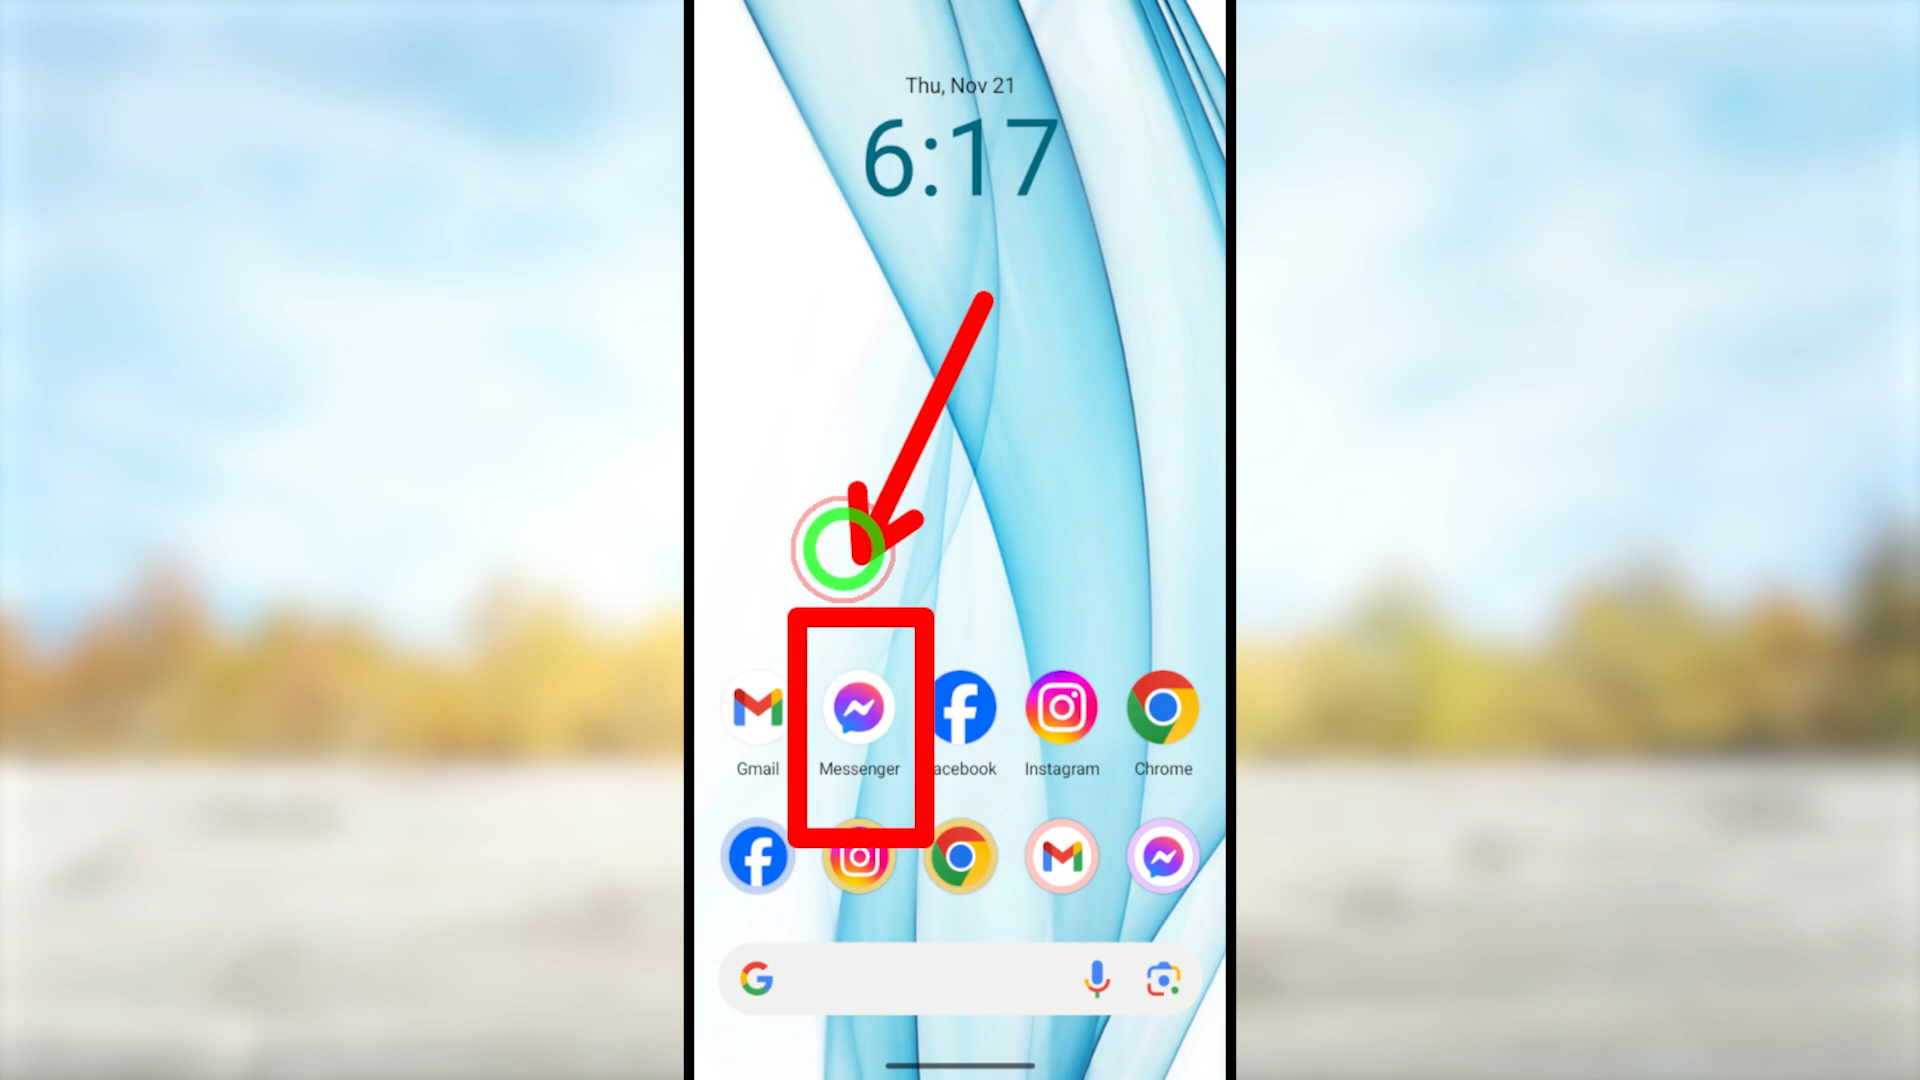 Thu, Nov 21
6:17
Gmail
Messenger
acebook
Instagram
Chrome